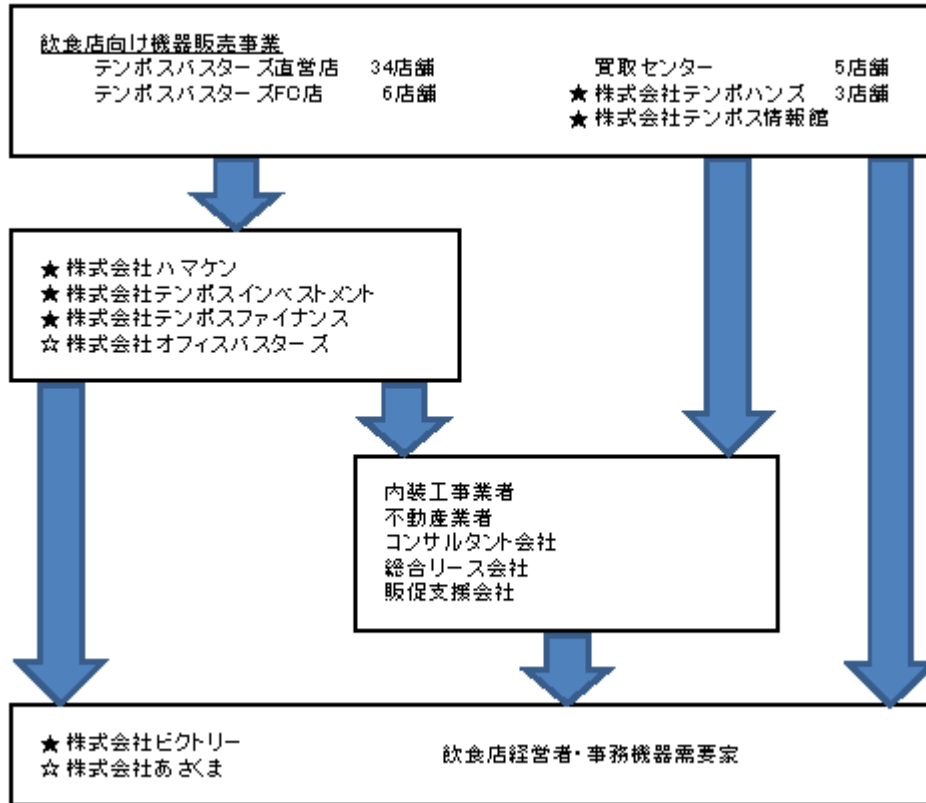 飲食店向け機器販売事業
テンポスバスターズ直営店 34店舗
テンポスバスターズFC店 6店舗
買取センター 5店舗
★株式会社テンポハンズ 3店舗
★株式会社テンポス情報館
★株式会社ハマケン
★株式会社テンポスインベストメント
★株式会社テンポスファイナンス
☆株式会社オフィスバスターズ
内装工事業者
不動産業者
コンサルタント会社
総合リース会社
販促支援会社
★株式会社ビクトリー
☆株式会社あさくま
飲食店経営者・事務機器需要家